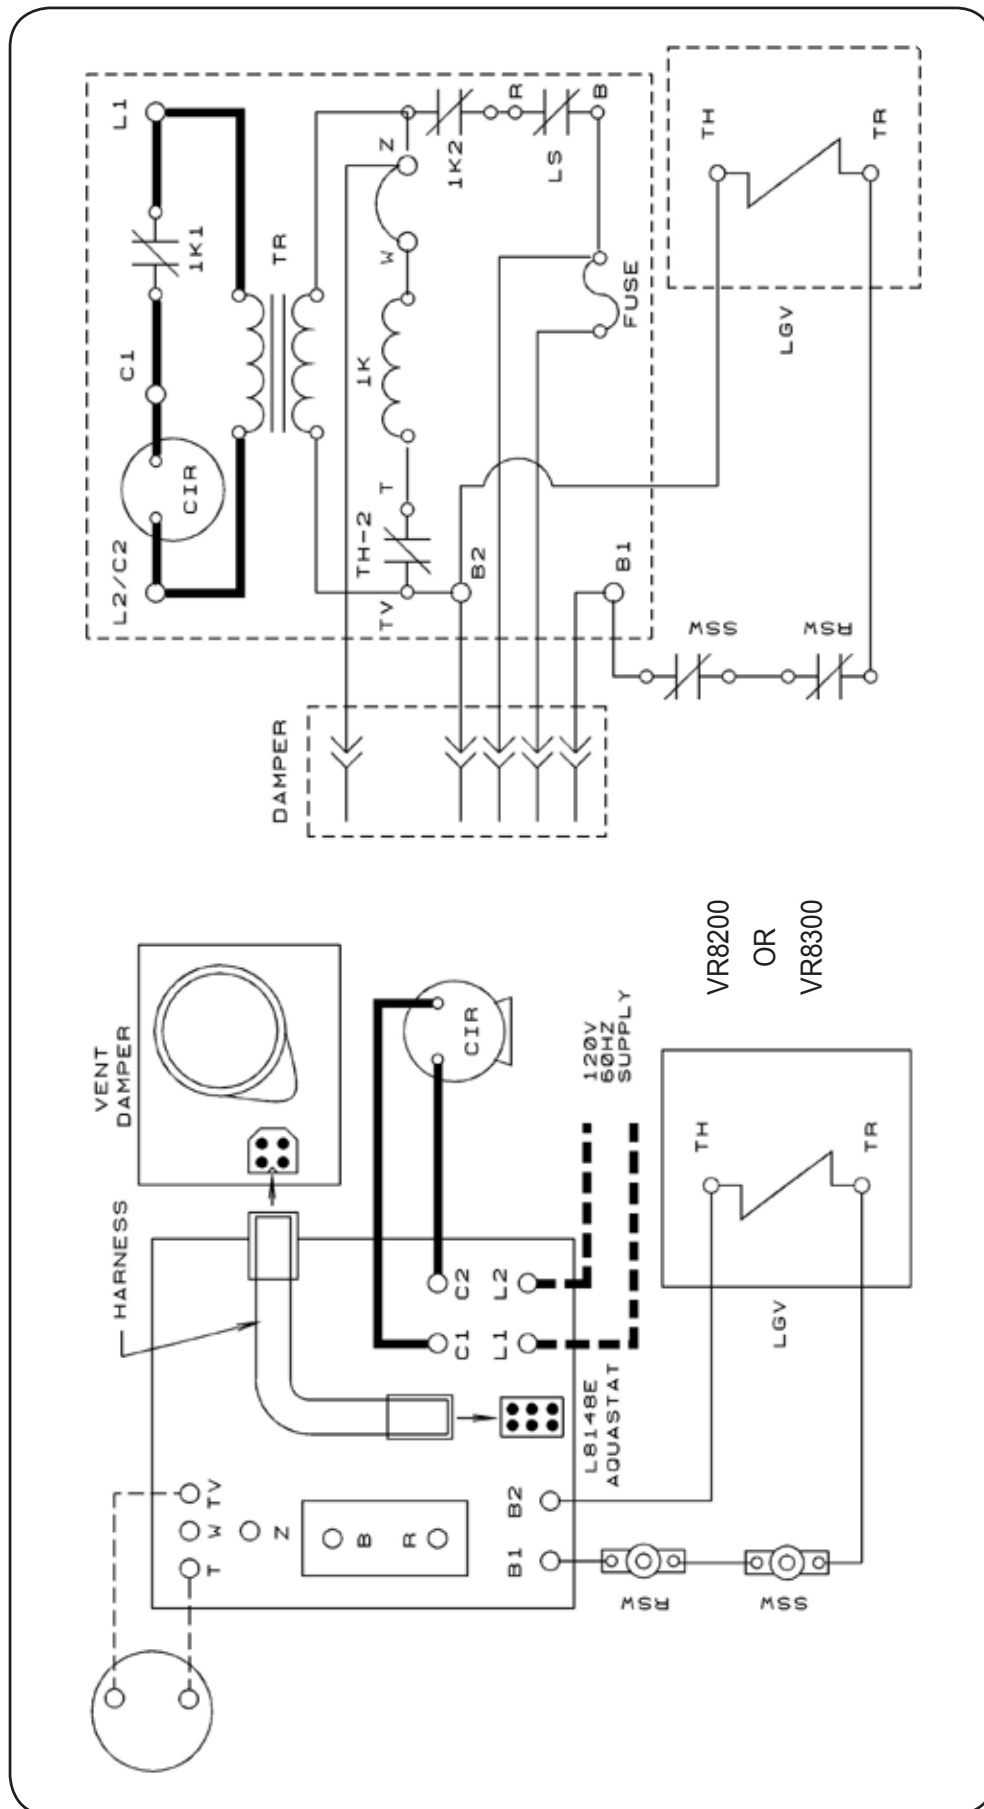 L1
1K1
C1
CIR
L2/C2
TR
Z
W
1K
T
TH-2
TV
1K2
R
LS
B
FUSE
B2
B1
TH
TR
LGV
MSS
RSW
DAMPER
VENT
DAMPER
HARNESS
CIR
120V
60HZ
SUPPLY
VR8200
OR
VR8300
TH
TR
LGV
C2
L2
C1
L1
L8148E
AQUASTAT
TV
W
T
Z
B
R
B2
B1
RSW
MSS